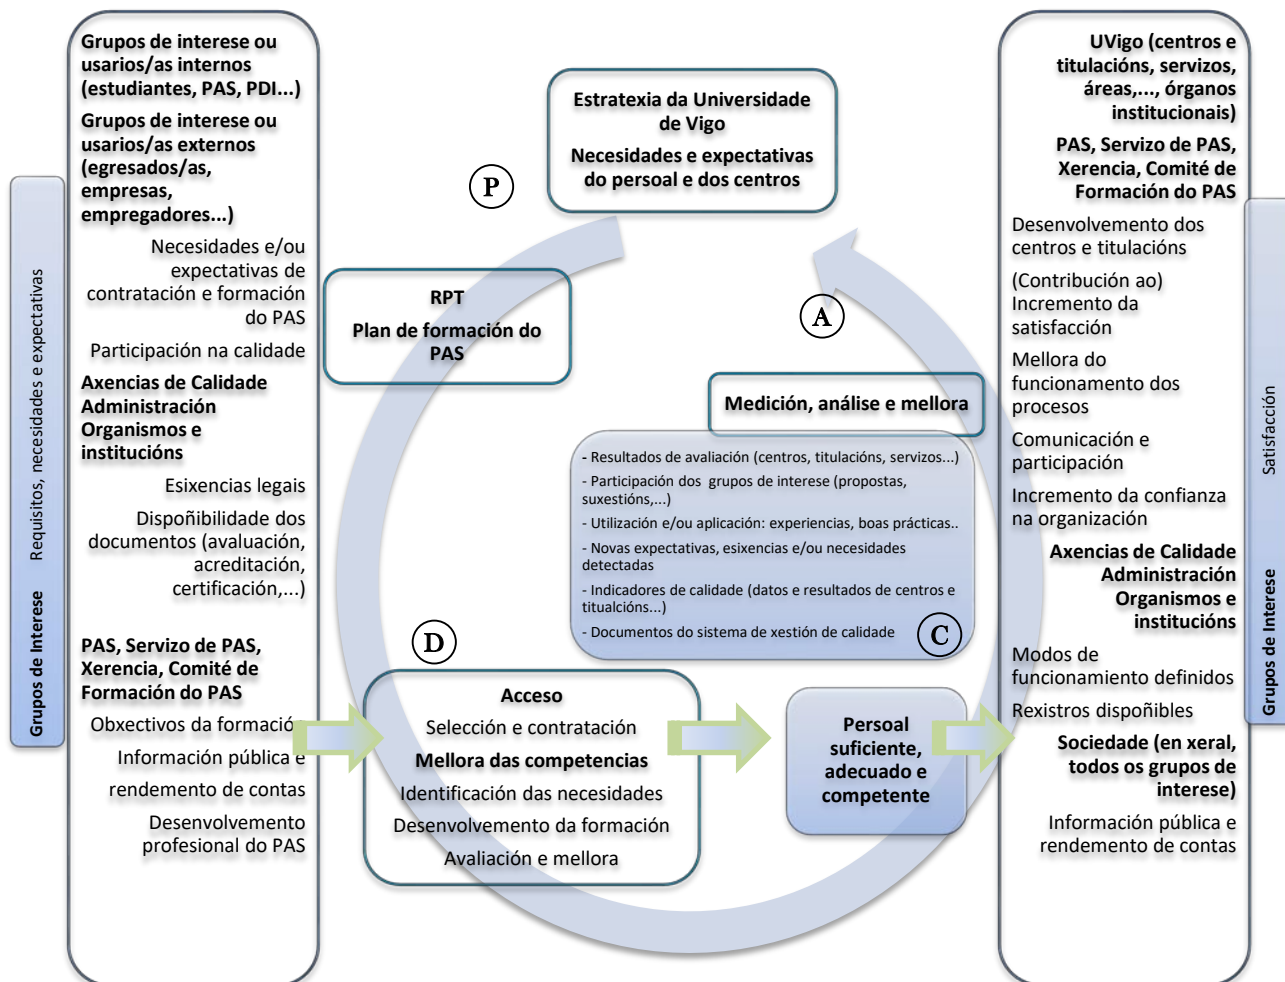 Grupos de interese ou
usarios/as internos
(estudiantes, PAS, PDI...)
Grupos de interese ou
usarios/as externos
(egresados/as,
empresas,
empregadores...)
Necesidades e/ou
expectativas de
contratación e formación
do PAS
Participación na calidade
Axencias de Calidade
Administración
Organismos e
institucións
Esixencias legais
Dispoñibilidade dos
documentos (avaluación,
acreditación,
certificación,...)
PAS, Servizo de PAS,
Xerencia, Comité de
Formación do PAS
Obxectivos da formación
Información pública e
rendemento de contas
Desenvolvemento
profesional do PAS
Grupos de Interese Requisitos, necesidades e expectativas
Estratexia da Universidade
de Vigo
Necesidades e expectativas
do persoal e dos centros
P
RPT
Plan de formación do
PAS
A
Medición, análise e mellora
- Resultados de avaliación (centros, titulacións, servizos...)
- Participación dos grupos de interese (propostas,
suxestións,...)
- Utilización e/ou aplicación: experiencias, boas prácticas..
- Novas expectativas, esixencias e/ou necesidades
detectadas
- Indicadores de calidade (datos e resultados de centros e
titualcións...)
- Documentos do sistema de xestión de calidade
C
D
Acceso
Selección e contratación
Mellora das competencias
Identificación das necesidades
Desenvolvemento da formación
Avaliación e mellora
Persoal
suficiente,
adecuado e
competente
UVigo (centros e
titulacións, servizos,
áreas,..., órganos
institucionais)
PAS, Servizo de PAS,
Xerencia, Comité de
Formación do PAS
Desenvolvemento dos
centros e titulacións
(Contribución ao)
Incremento da
satisfacción
Mellora do
funcionamento dos
procesos
Comunicación e
participación
Incremento da confianza
na organización
Axencias de Calidade
Administración
Organismos e
institucións
Modos de
funcionamiento definidos
Rexistros dispoñibles
Sociedade (en xeral,
todos os grupos de
interese)
Información pública e
rendemento de contas
Grupos de Interese Satisfacción